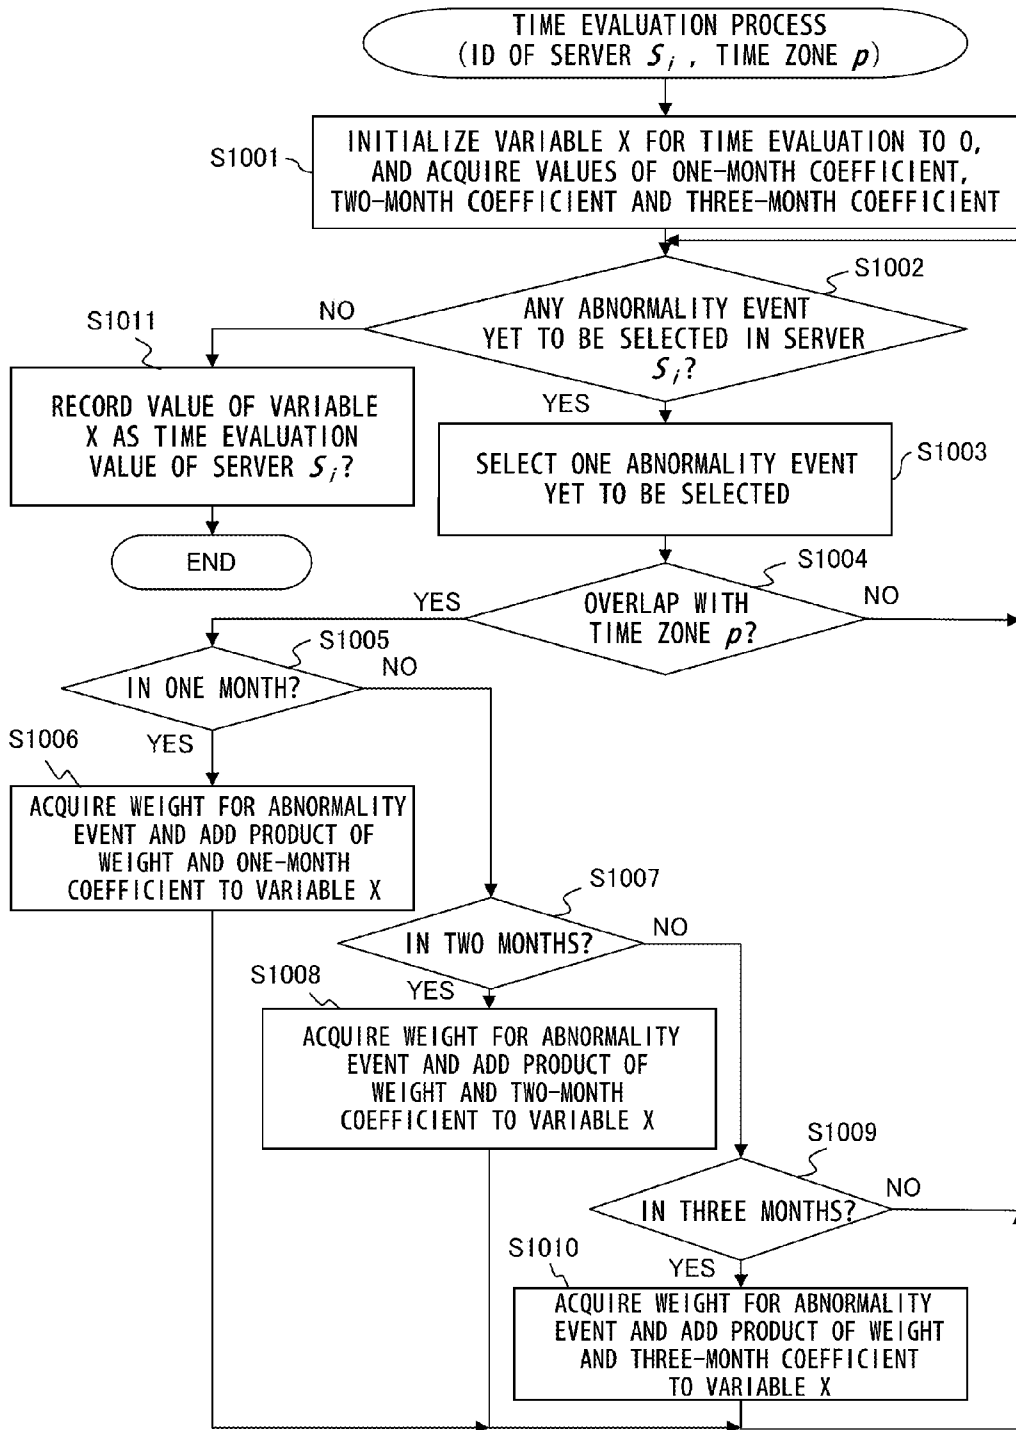 TIME EVALUATION PROCESS
(ID OF SERVER Si , TIME ZONE p)
S1001
INITIALIZE VARIABLE X FOR TIME EVALUATION TO 0,
AND ACQUIRE VALUES OF ONE-MONTH COEFFICIENT,
TWO-MONTH COEFFICIENT AND THREE-MONTH COEFFICIENT
S1002
ANY ABNORMALITY EVENT
YET TO BE SELECTED IN SERVER
Si?
NO
YES
S1011
RECORD VALUE OF VARIABLE
X AS TIME EVALUATION
VALUE OF SERVER Si?
END
S1003
SELECT ONE ABNORMALITY EVENT
YET TO BE SELECTED
S1004
OVERLAP WITH
TIME ZONE p?
YES
NO
S1005
IN ONE MONTH?
NO
YES
S1006
ACQUIRE WEIGHT FOR ABNORMALITY
EVENT AND ADD PRODUCT OF
WEIGHT AND ONE-MONTH
COEFFICIENT TO VARIABLE X
S1007
IN TWO MONTHS?
NO
YES
S1008
ACQUIRE WEIGHT FOR ABNORMALITY
EVENT AND ADD PRODUCT OF
WEIGHT AND TWO-MONTH
COEFFICIENT TO VARIABLE X
S1009
IN THREE MONTHS?
NO
YES
S1010
ACQUIRE WEIGHT FOR ABNORMALITY
EVENT AND ADD PRODUCT OF WEIGHT
AND THREE-MONTH COEFFICIENT
TO VARIABLE X